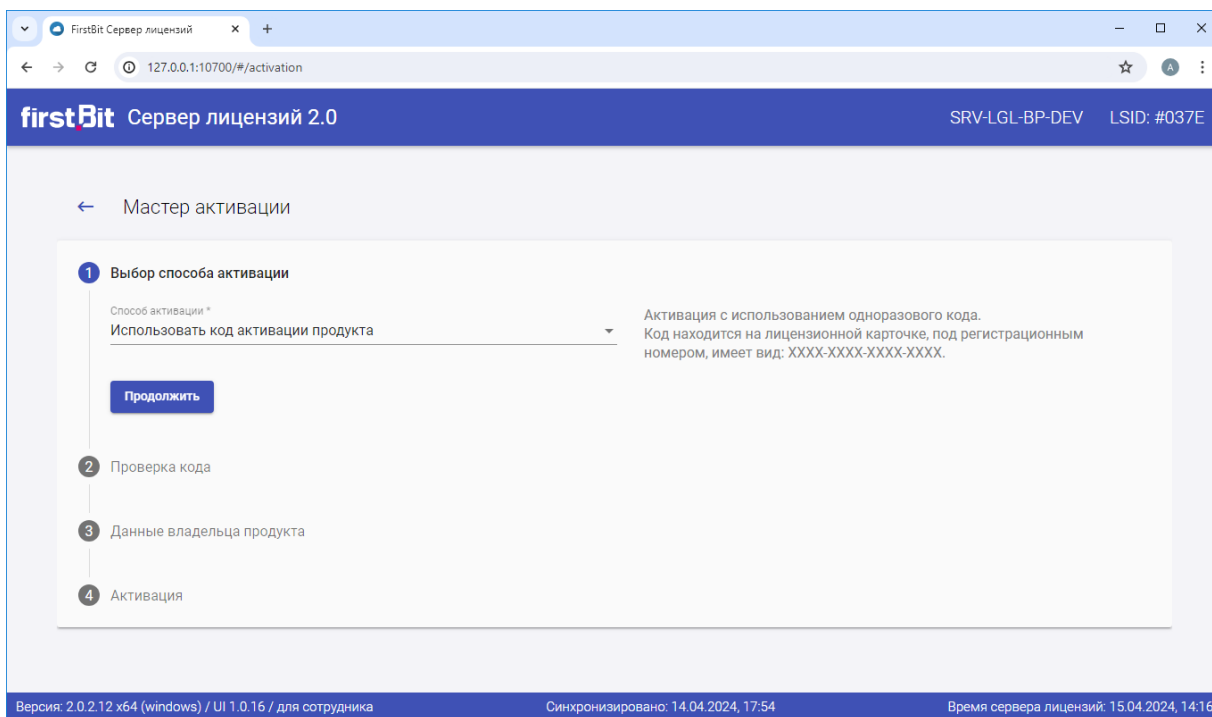 FirstBit Сервер лицензий
127.0.0.1:10700/#/activation
A
firstBit Сервер лицензий 2.0 SRV-LGL-BP-DEV LSID: #037E
Мастер активации
1 Выбор способа активации
Способ активации *
Использовать код активации продукта
Активация с использованием одноразового кода.
Код находится на лицензионной карточке, под регистрационным
номером, имеет вид: XXXX-XXXX-XXXX-XXXX.
Продолжить
2 Проверка кода
3 Данные владельца продукта
4 Активация
Версия: 2.0.2.12 x64 (windows) / UI 1.0.16 / для сотрудника Синхронизировано: 14.04.2024, 17:54 Время сервера лицензий: 15.04.2024, 14:16